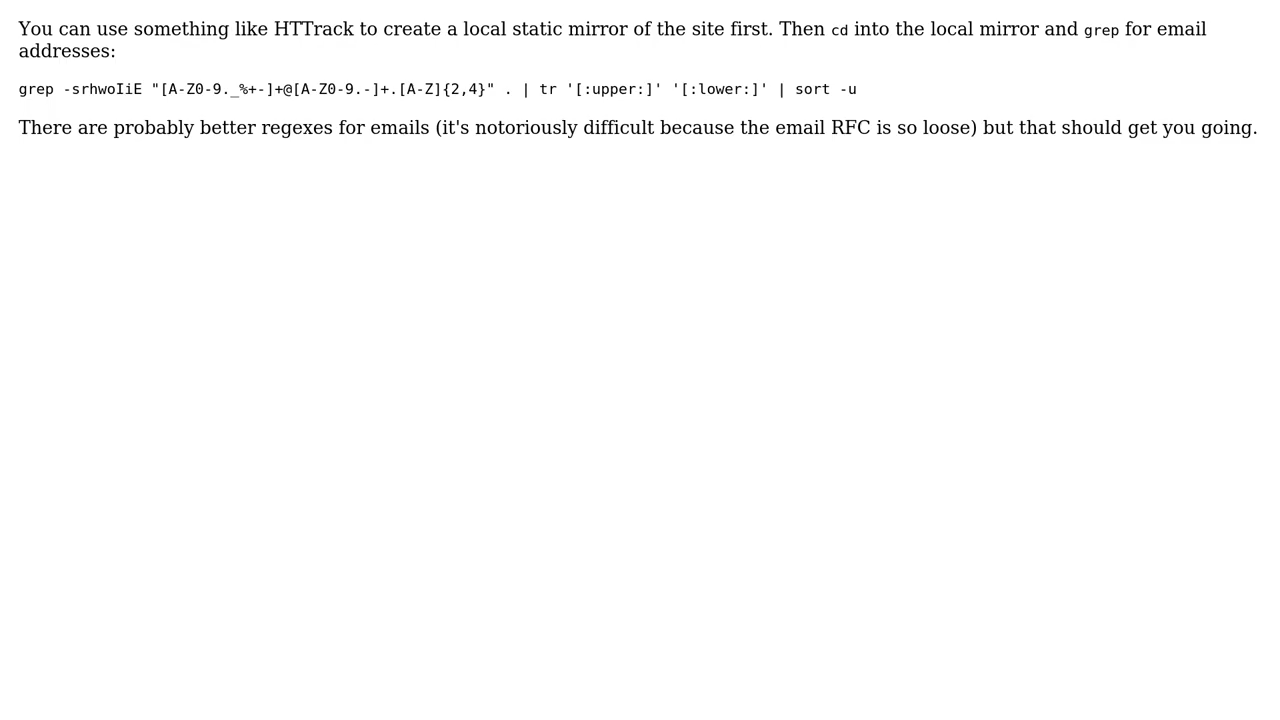 You can use something like HTTrack to create a local static mirror of the site first. Then cd into the local mirror and grep for email
addresses:
grep -srhwoIiE "[A-Z0-9._%+-]+@[A-Z0-9.-]+.[A-Z]{2,4}" . | tr '[:upper:]' '[:lower:]' | sort -u
There are probably better regexes for emails (it's notoriously difficult because the email RFC is so loose) but that should get you going.